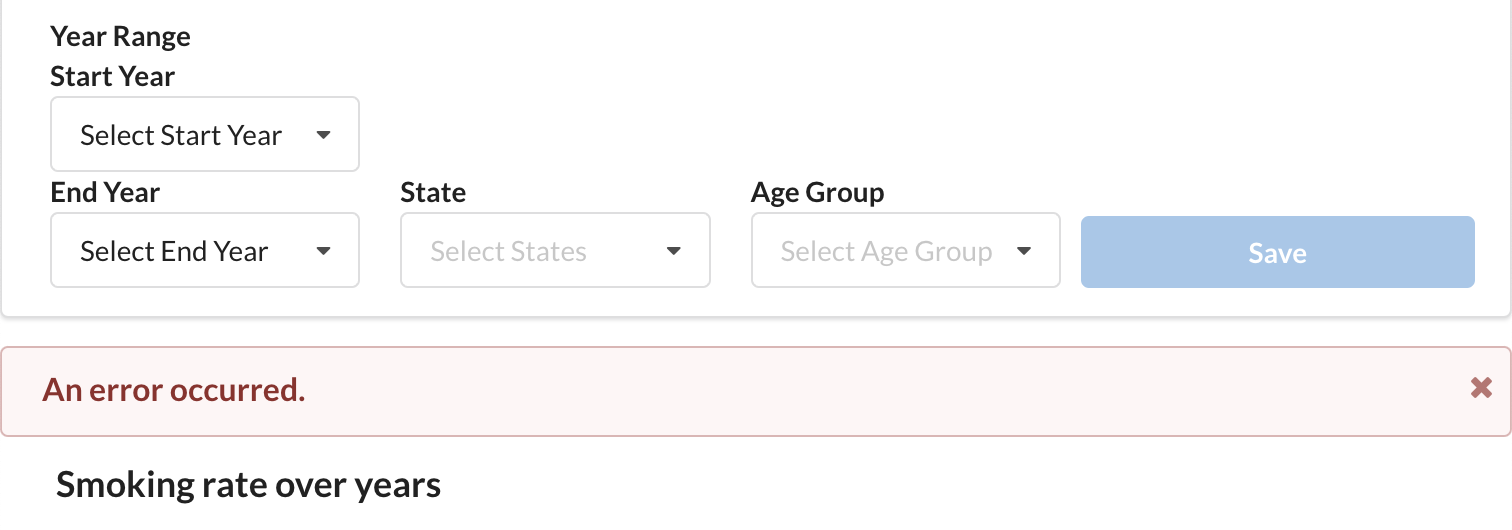 Year Range
Start Year
Select Start Year
End Year
State
Age Group
Select End Year
Select States
Select Age Group
Save
An error occurred.
Smoking rate over years